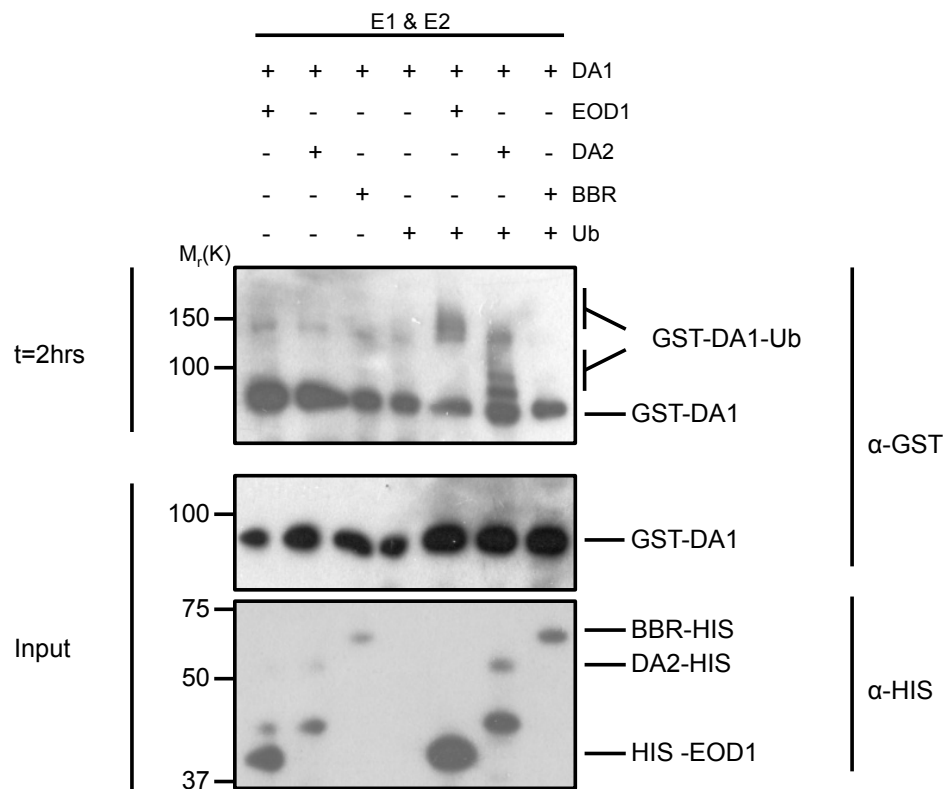 E1 & E2
+ + + + + + + DA1
+ - - - + - - EOD1
- + - - - + - DA2
- - + - - - + BBR
- - - + + + + Ub
Mr(K)
150
100
t=2hrs
GST-DA1-Ub
GST-DA1
α-GST
100
GST-DA1
Input
75
50
37
BBR-HIS
DA2-HIS
HIS -EOD1
α-HIS